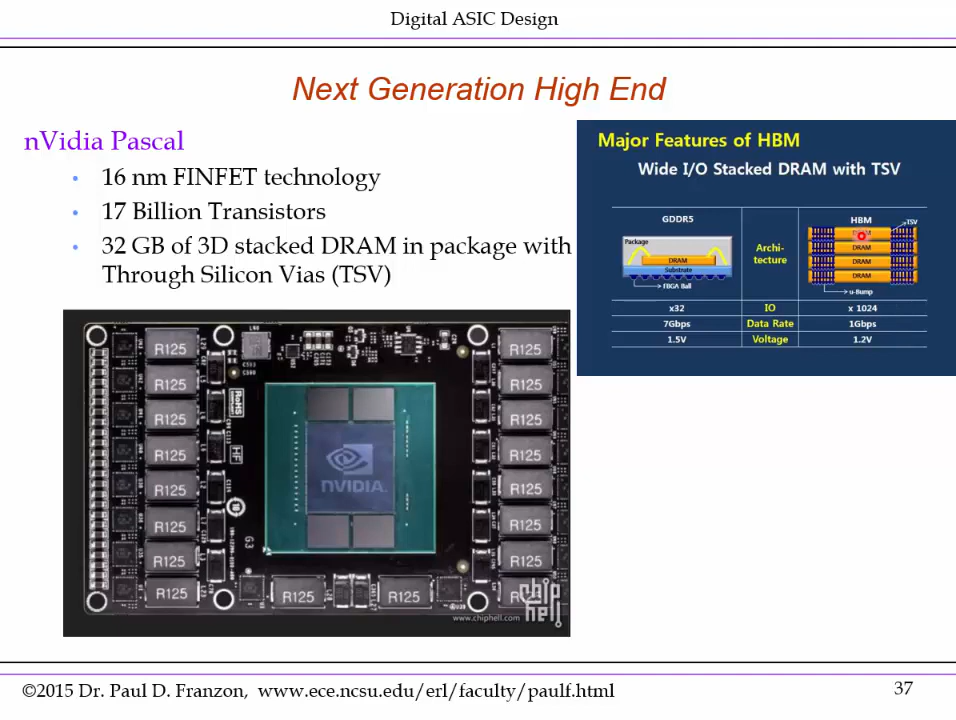 Digital ASIC Design
Next Generation High End
nVidia Pascal
• 16 nm FINFET technology
• 17 Billion Transistors
• 32 GB of 3D stacked DRAM in package with
Through Silicon Vias (TSV)
Major Features of HBM
Wide I/O Stacked DRAM with TSV
GDDR5
HBM
TSV
Package
DRAM
Substrate
FBGA Ball
Archi-
tecture
DRAM
DRAM
DRAM
u-Bump
x32 IO x 1024
7Gbps Data Rate 1Gbps
1.5V Voltage 1.2V
R125 R125
R125 R125
R125 R125
R125 R125
R125 R125
R125 R125
R125 R125
R125 R125 R125
RoHS
HF
G3
nVIDIA.
chip
hell
www.chiphell.com
©2015 Dr. Paul D. Franzon, www.ece.ncsu.edu/erl/faculty/paulf.html
37